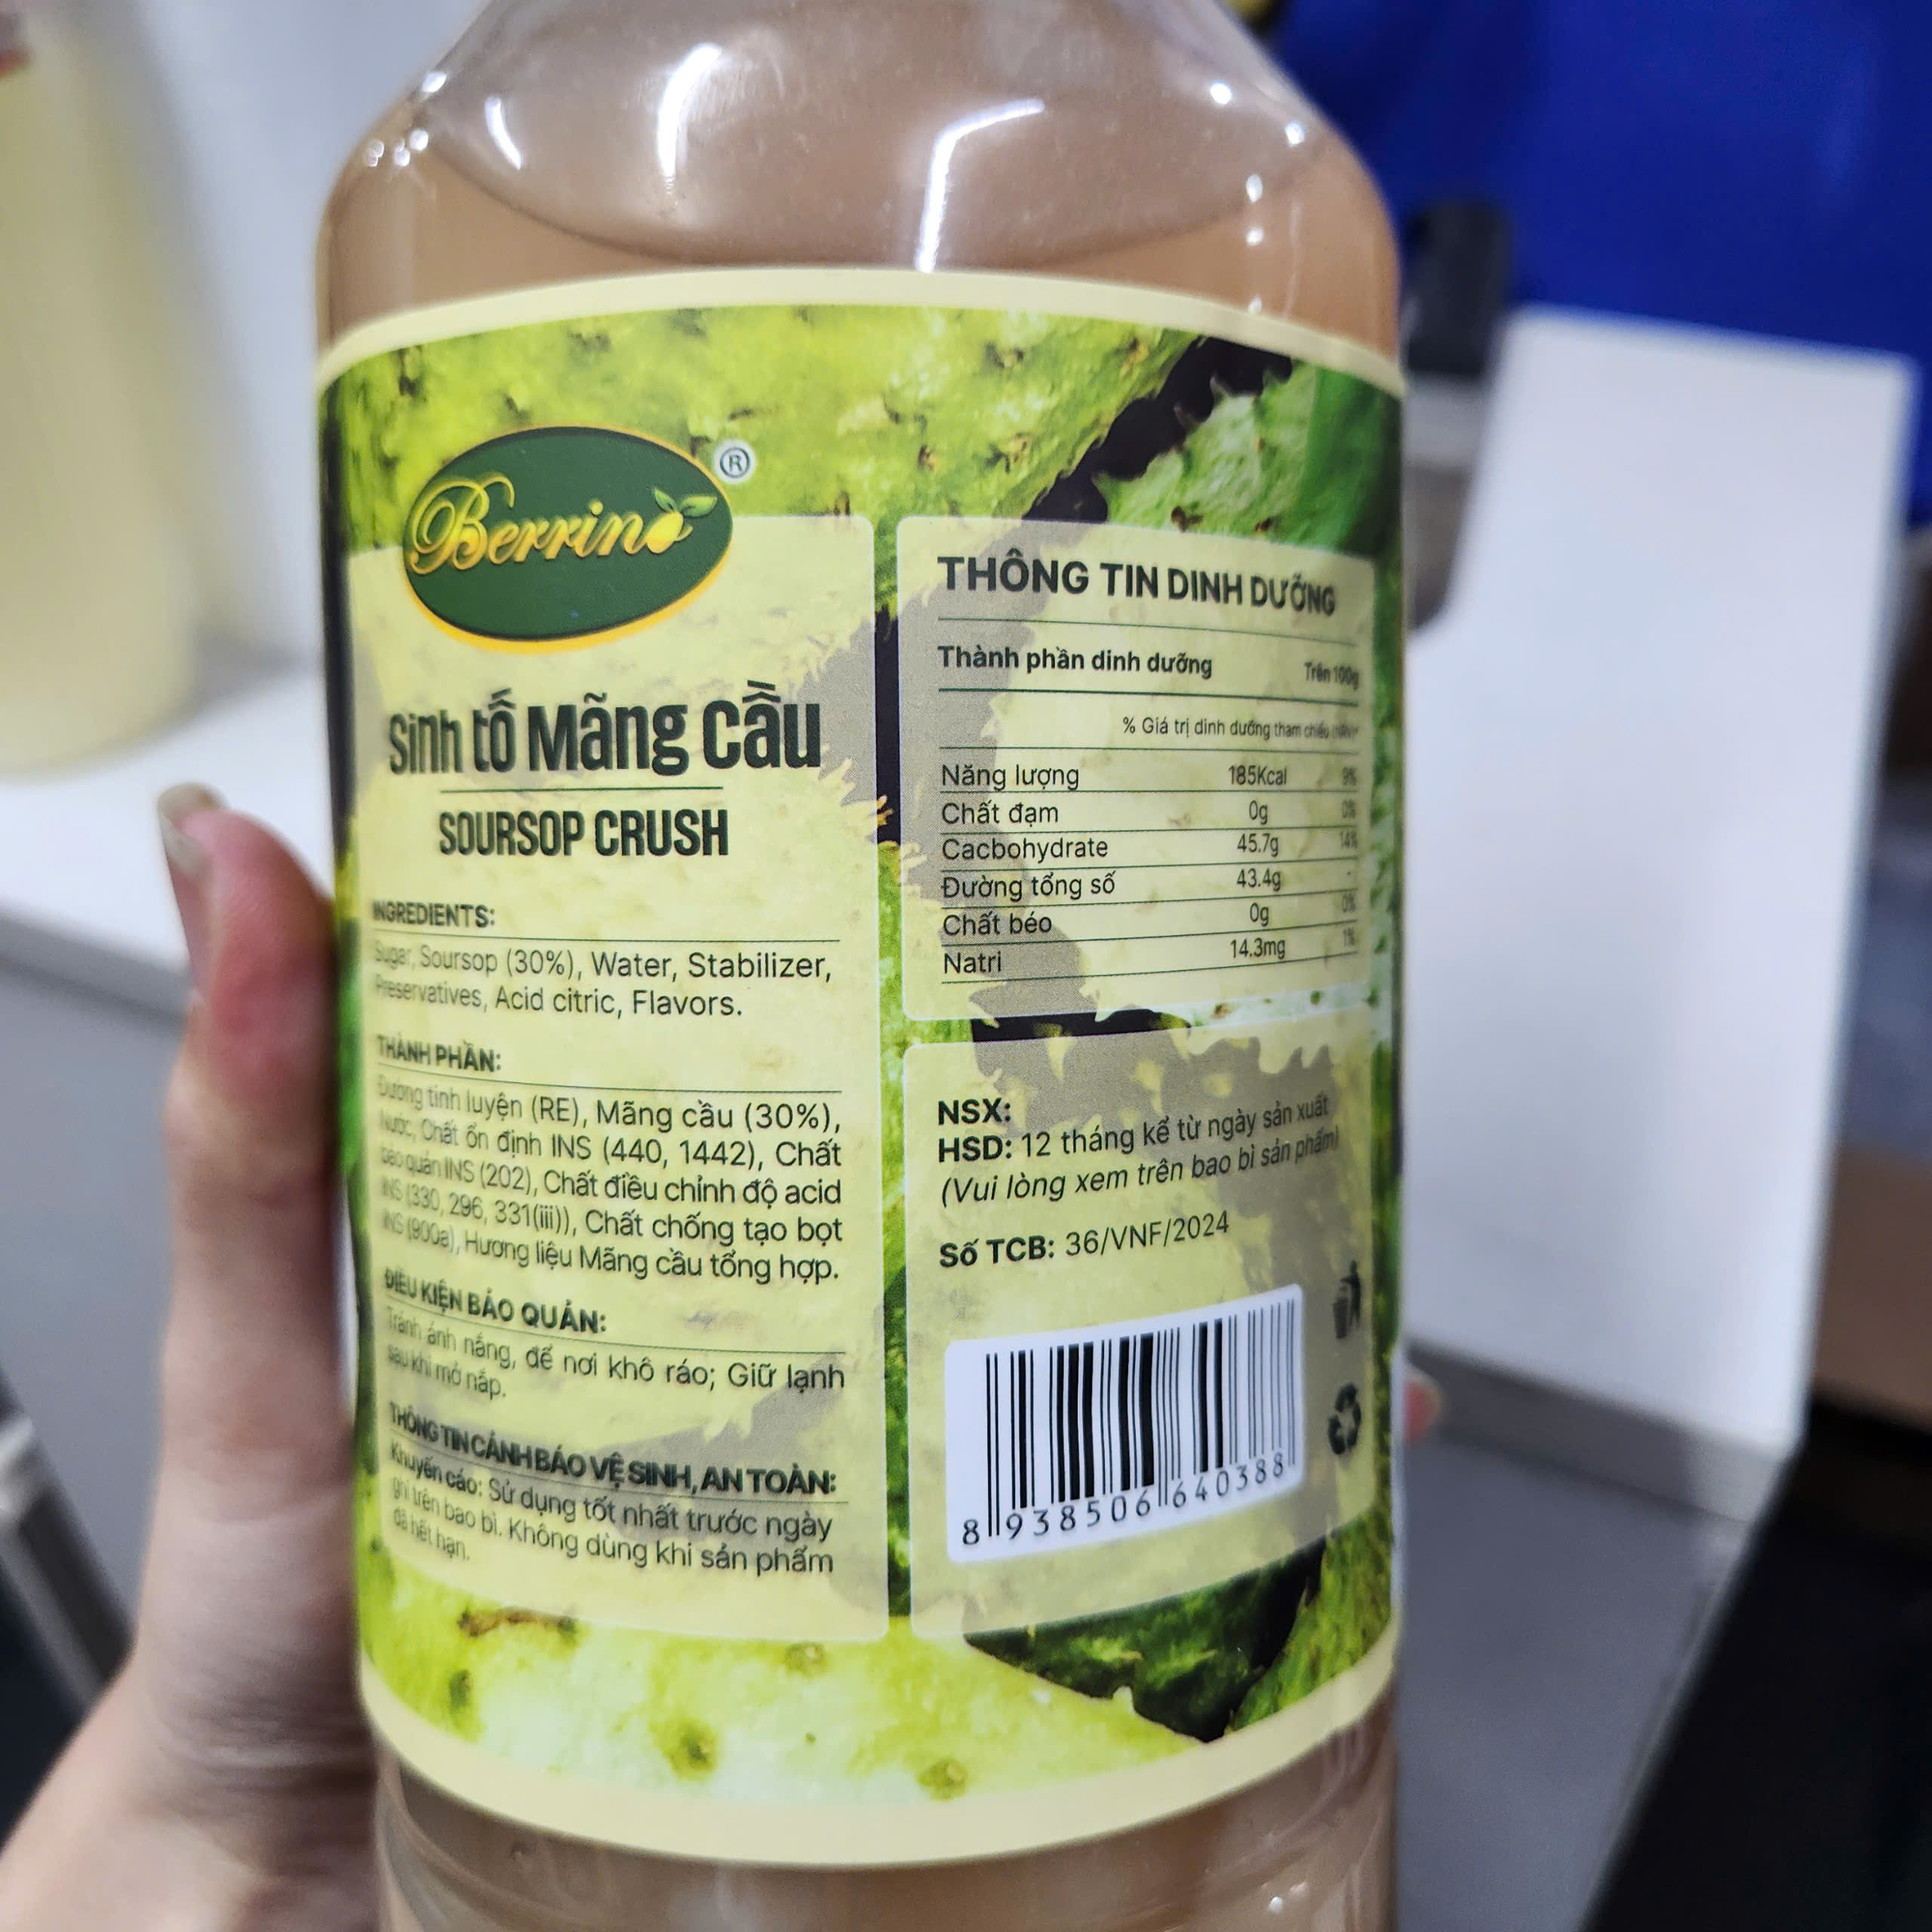 Berrino ®
Sinh tố Mãng Cầu
SOURSOP CRUSH
INGREDIENTS:
Sugar, Soursop (30%), Water, Stabilizer,
Preservatives, Acid citric, Flavors.
THÀNH PHẦN:
Đường tinh luyện (RE), Mãng cầu (30%),
Nước, Chất ổn định INS (440, 1442), Chất
bảo quản INS (202), Chất điều chỉnh độ acid
INS (330, 296, 331(iii)), Chất chống tạo bọt
INS (900a), Hương liệu Mãng cầu tổng hợp.
ĐIỀU KIỆN BẢO QUẢN:
Tránh ánh nắng, để nơi khô ráo; Giữ lạnh
sau khi mở nắp.
THÔNG TIN CẢNH BÁO VỆ SINH, AN TOÀN:
Khuyến cáo: Sử dụng tốt nhất trước ngày
ghi trên bao bì. Không dùng khi sản phẩm
đã hết hạn.
THÔNG TIN DINH DƯỠNG
Thành phần dinh dưỡng Trên 100g
% Giá trị dinh dưỡng tham chiếu
Năng lượng 185Kcal 9%
Chất đạm 0g 0%
Cacbohydrate 45.7g 14%
Đường tổng số 43.4g -
Chất béo 0g 0%
Natri 14.3mg 1%
NSX:
HSD: 12 tháng kể từ ngày sản xuất
(Vui lòng xem trên bao bì sản phẩm)
Số TCB: 36/VNF/2024
8 938506 640388